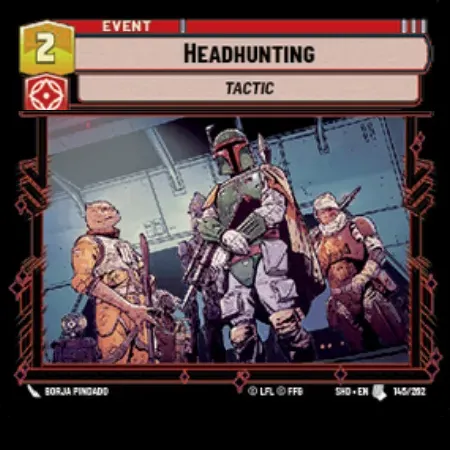 EVENT
2
HEADHUNTING
TACTIC
BORJA PINDADO
© LFL © FFG
SHD • EN
145/262